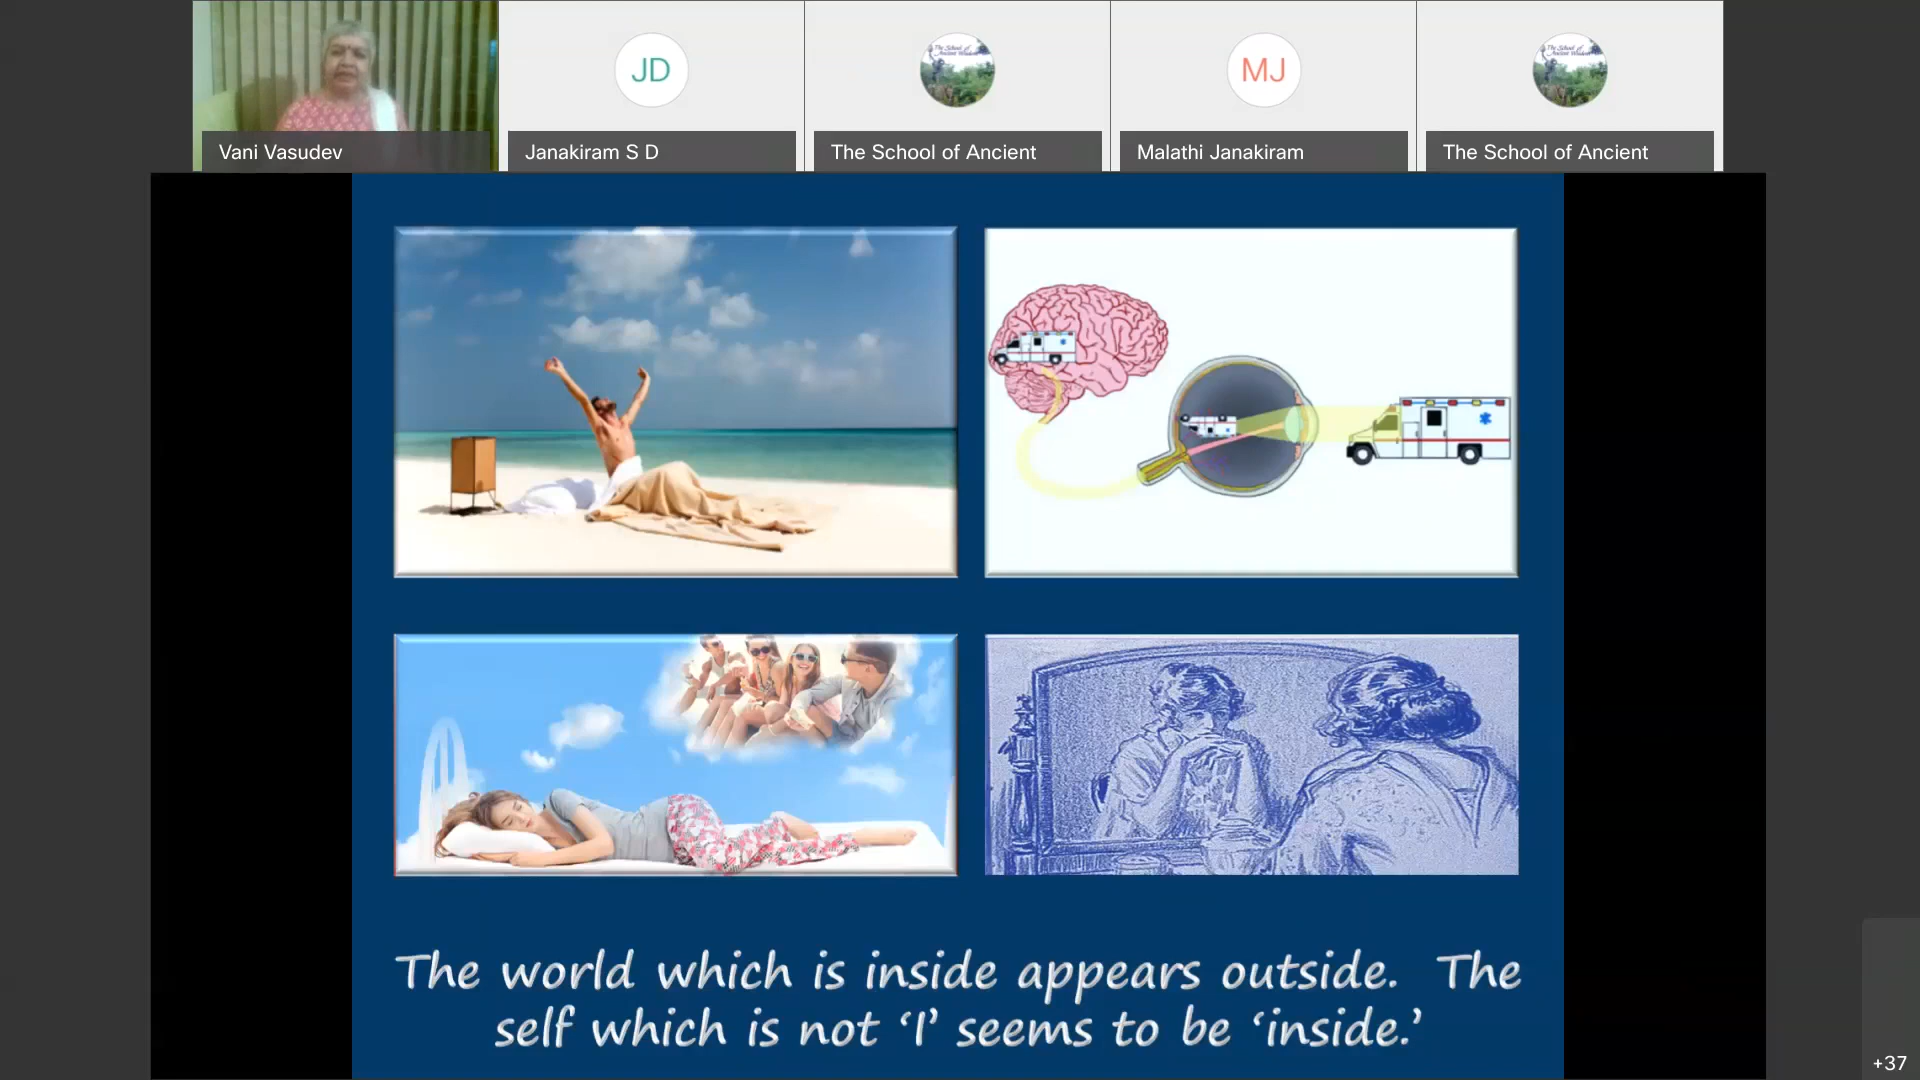 JD
MJ
Vani Vasudev
Janakiram S D
The School of Ancient
Malathi Janakiram
The School of Ancient
The world which is inside appears outside. The
self which is not ‘I’ seems to be ‘inside.’
+37